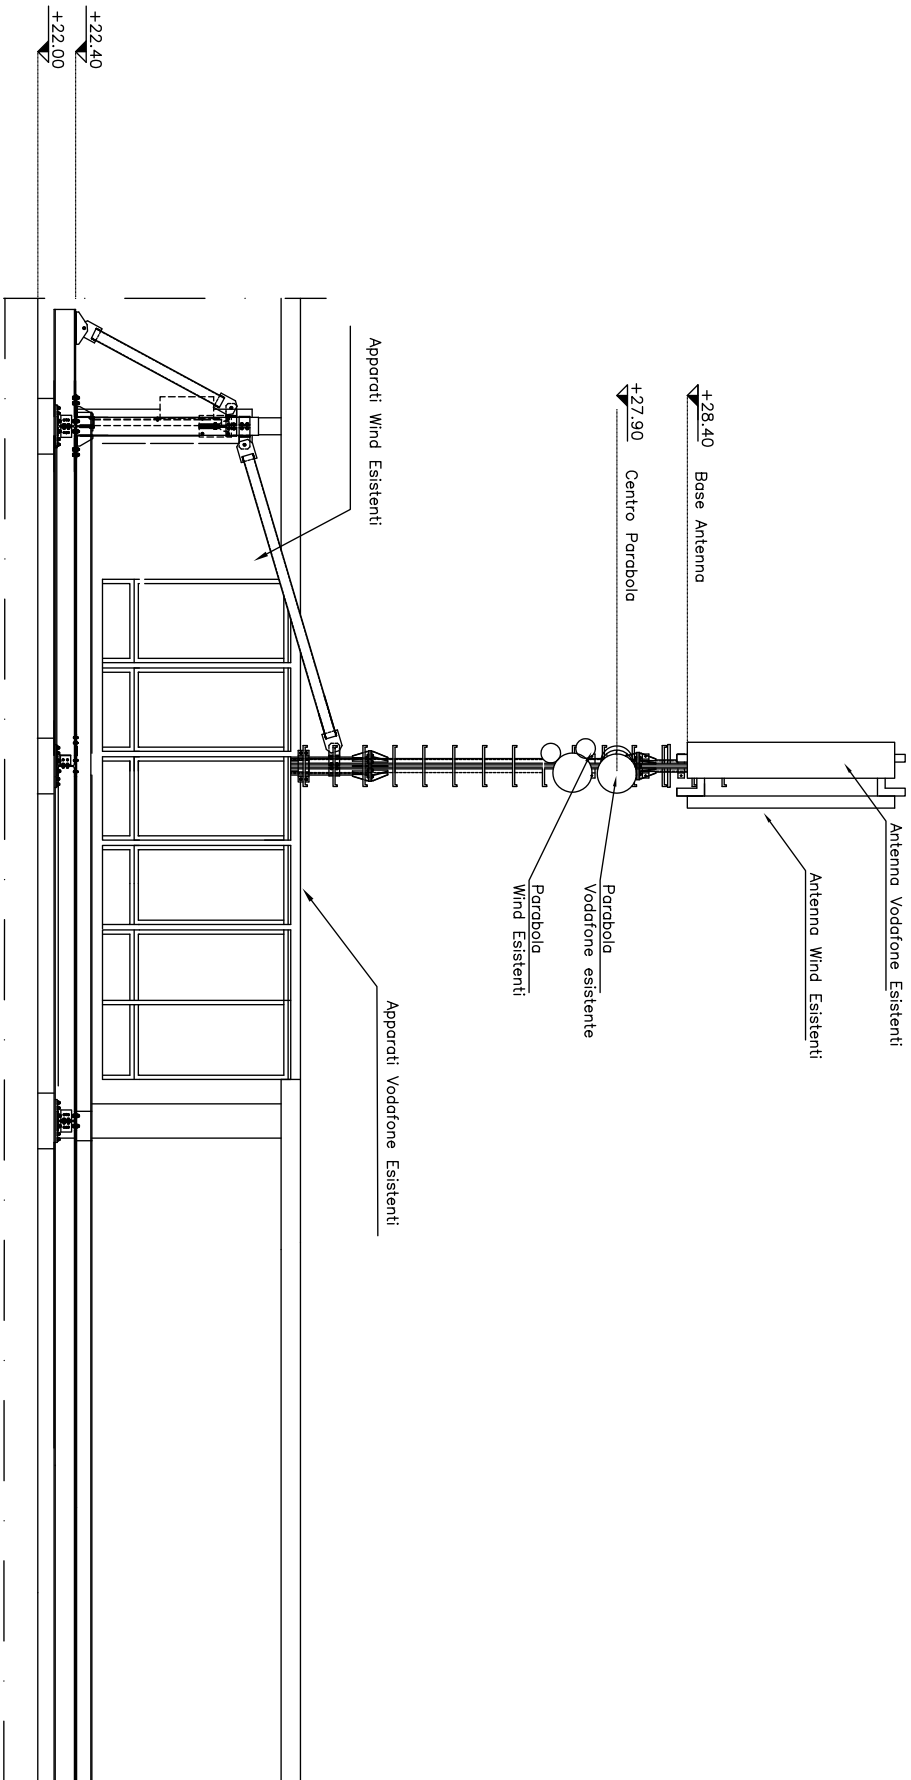 Antenna Vodafone Esistenti
Antenna Wind Esistenti
+28.40 Base Antenna
+27.90 Centro Parabola
Parabola
Vodafone esistente
Parabola
Wind Esistenti
Apparati Wind Esistenti
Apparati Vodafone Esistenti
+22.40
+22.00